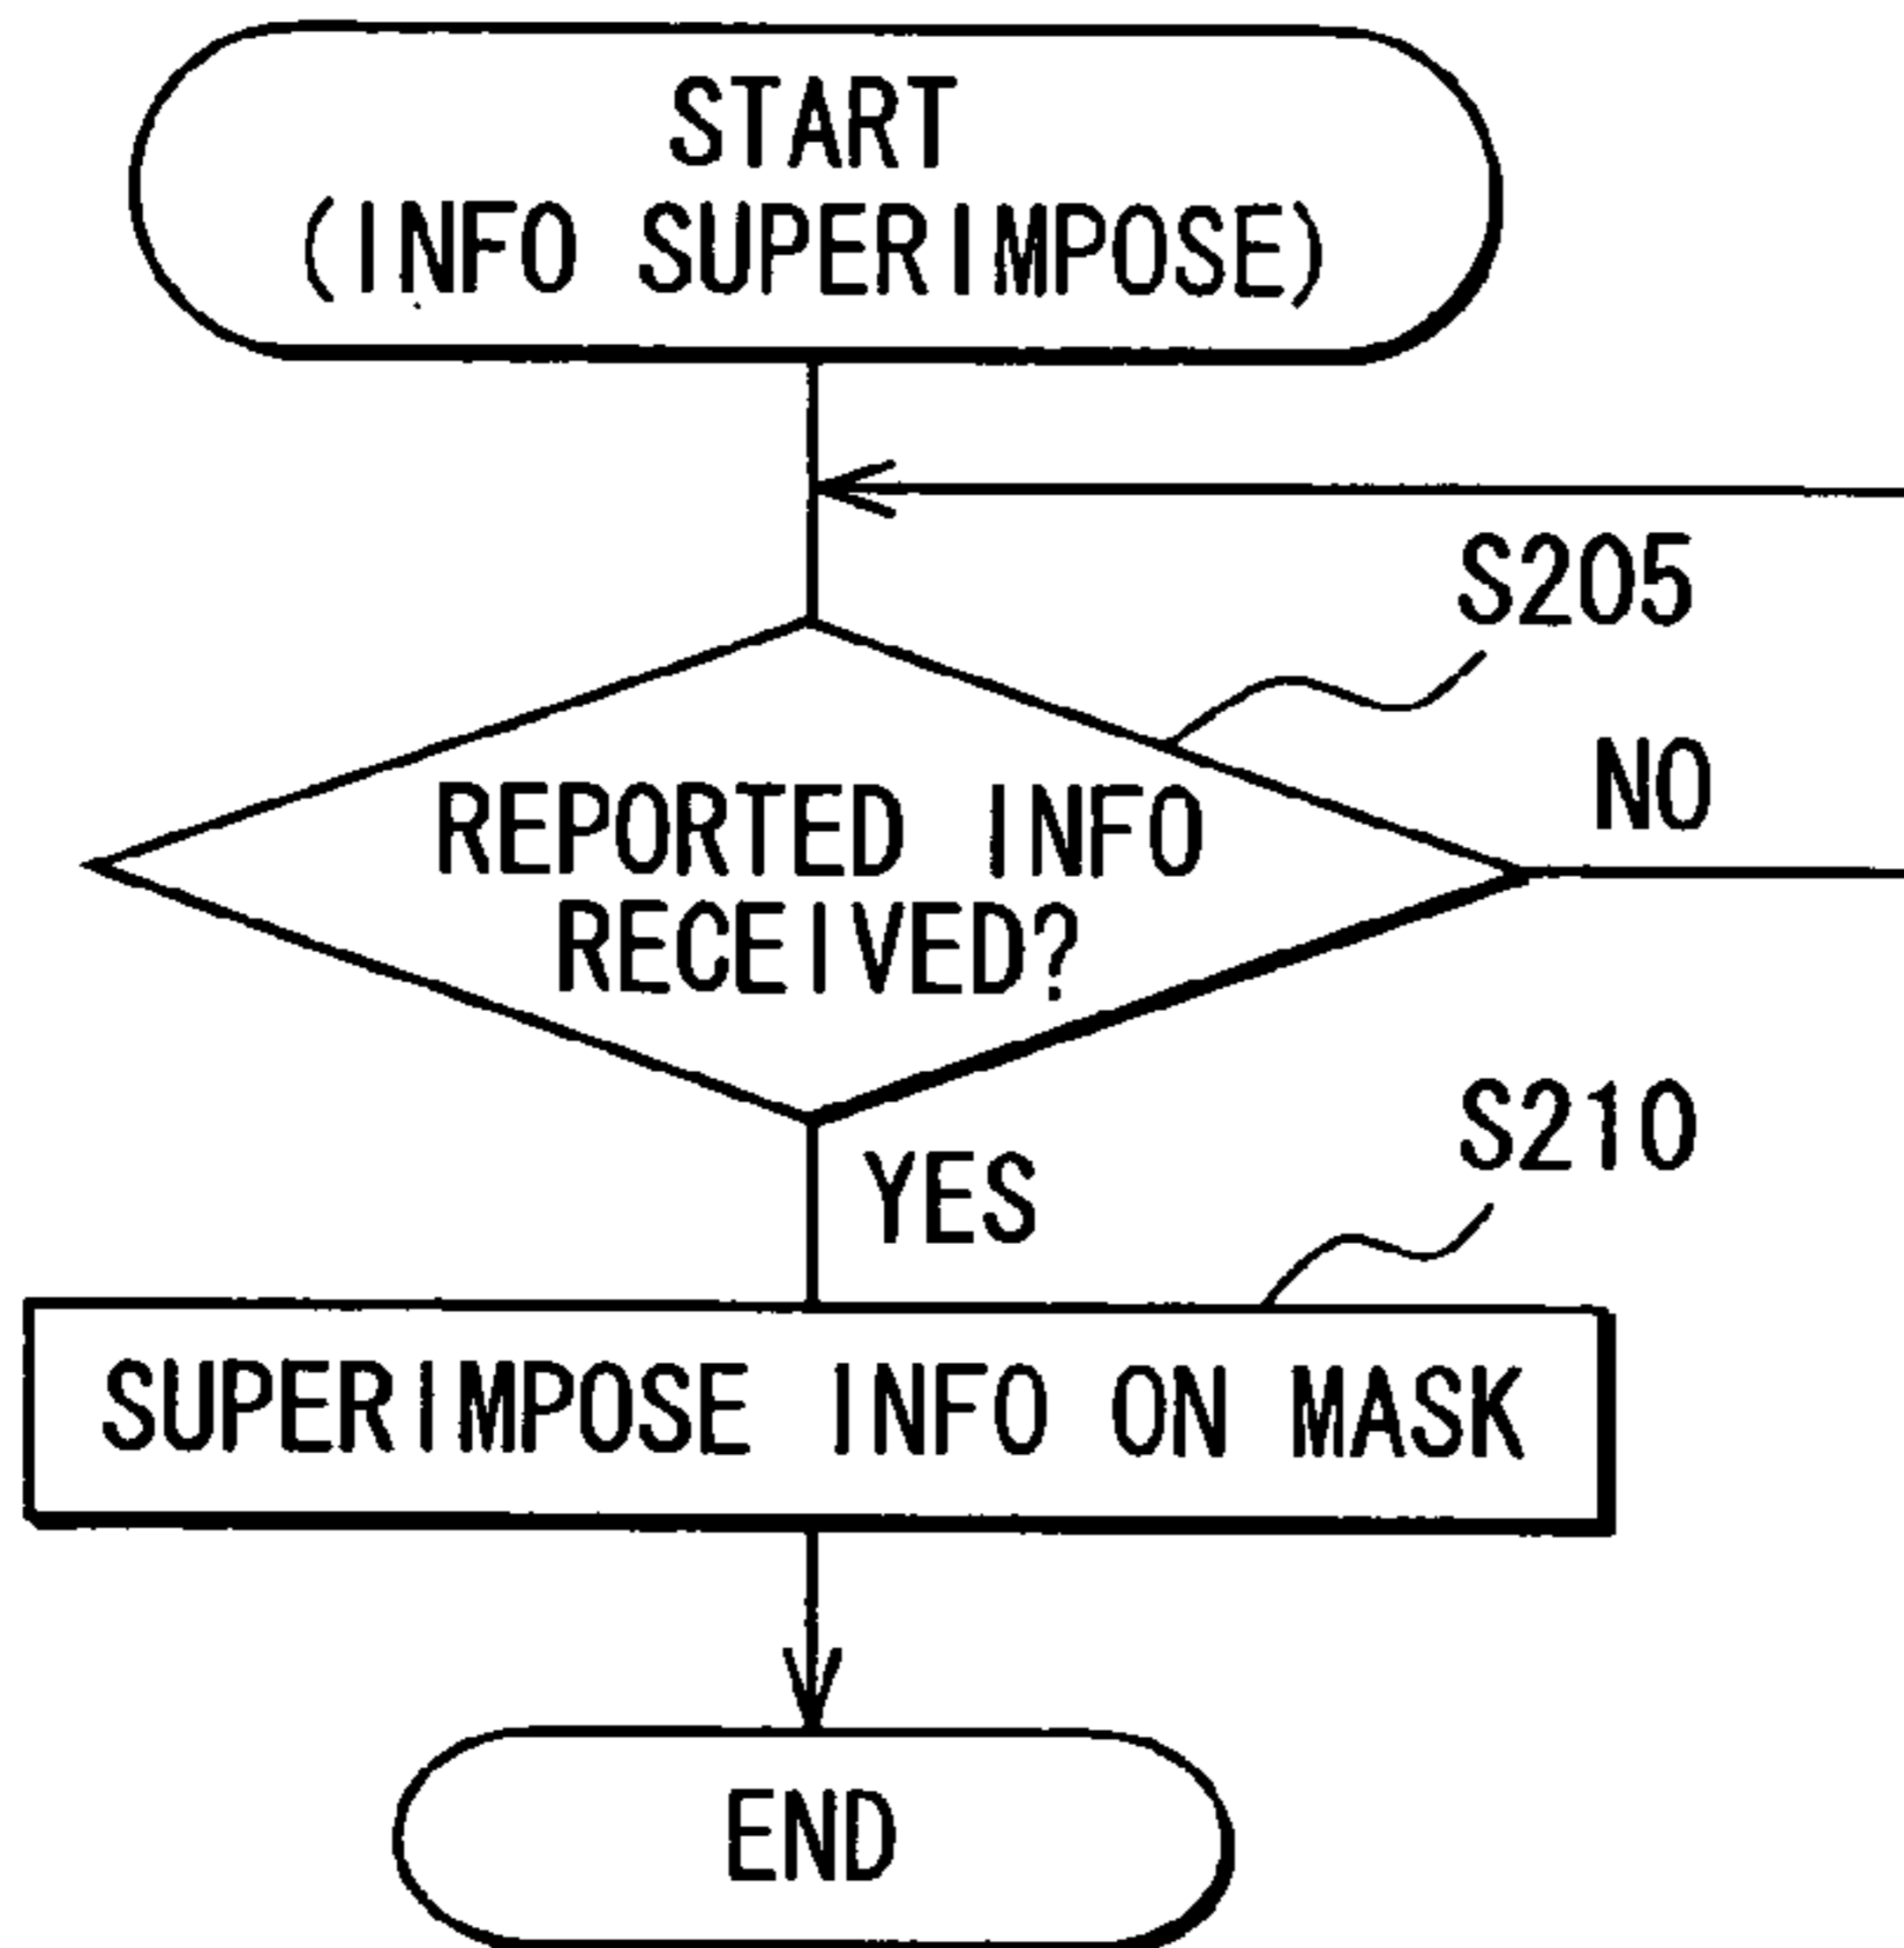 START
(INFO SUPERIMPOSE)
S205
REPORTED INFO
RECEIVED?
NO
YES
S210
SUPERIMPOSE INFO ON MASK
END